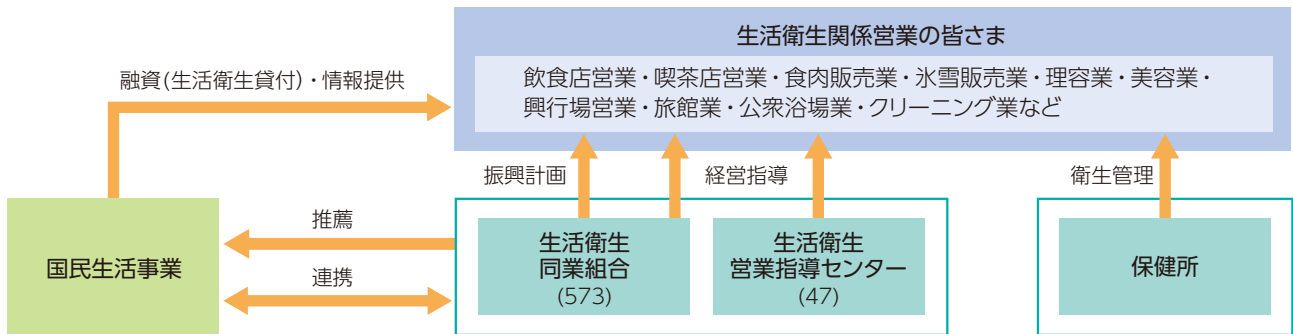 生活衛生関係営業の皆さま
融資(生活衛生貸付)・情報提供
飲食店営業・喫茶店営業・食肉販売業・氷雪販売業・理容業・美容業・
興行場営業・旅館業・公衆浴場業・クリーニング業など
振興計画
経営指導
衛生管理
推薦
国民生活事業
連携
生活衛生
同業組合
(573)
生活衛生
営業指導センター
(47)
保健所